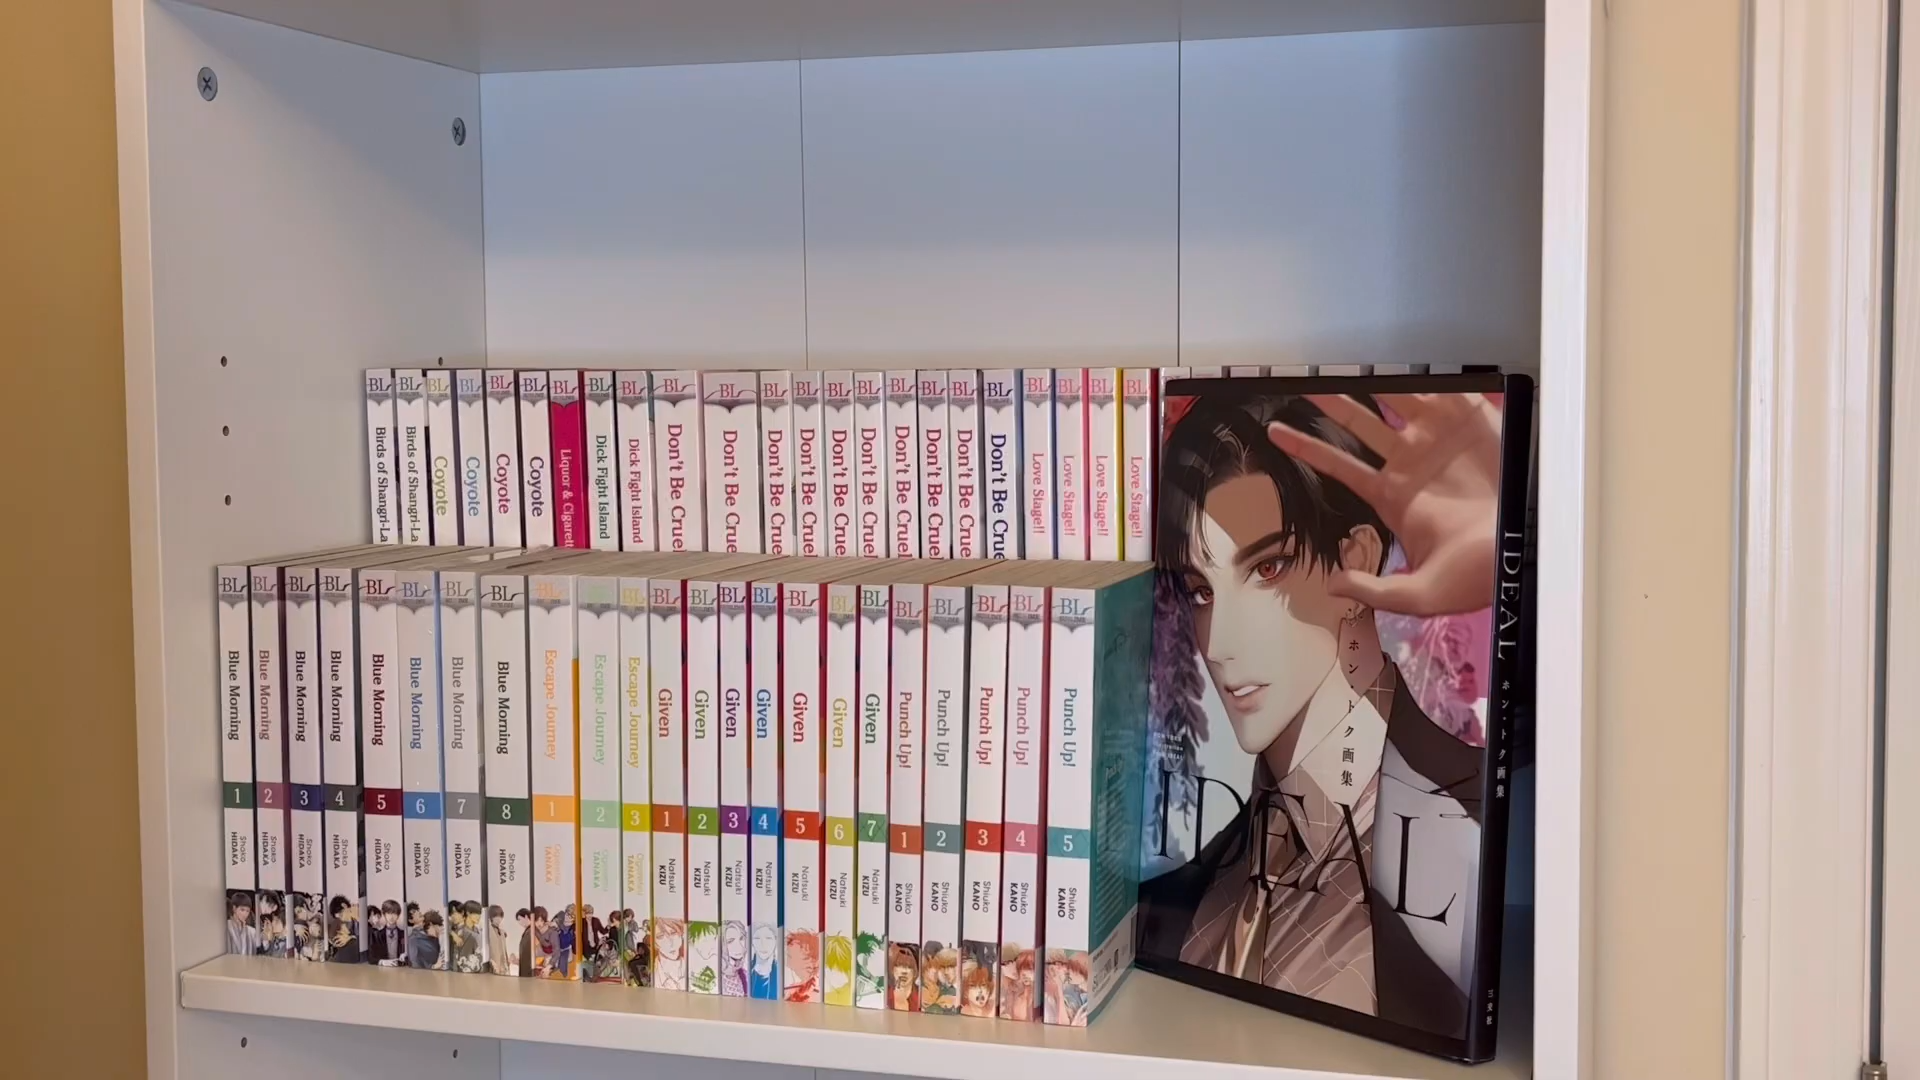 BL Birds of Shangri-La
BL Birds of Shangri-La
BL Coyote
BL Coyote
BL Coyote
BL Coyote
BL Liquor & Cigarett
BL Dick Fight Island
BL Dick Fight Island
BL Don't Be Cruel
BL Don't Be Cruel
BL Don't Be Cruel
BL Don't Be Cruel
BL Don't Be Cruel
BL Don't Be Cruel
BL Don't Be Cruel
BL Don't Be Cruel
BL Don't Be Cruel
BL Don't Be Cruel
BL Love Stage!!
BL Love Stage!!
BL Love Stage!!
BL Love Stage!!
BL Blue Morning 1 Shoko HIDAKA
BL Blue Morning 2 Shoko HIDAKA
BL Blue Morning 3 Shoko HIDAKA
BL Blue Morning 4 Shoko HIDAKA
BL Blue Morning 5 Shoko HIDAKA
BL Blue Morning 6 Shoko HIDAKA
BL Blue Morning 7 Shoko HIDAKA
BL Blue Morning 8 Shoko HIDAKA
BL Escape Journey 1 Ogeretsu TANAKA
BL Escape Journey 2 Ogeretsu TANAKA
BL Escape Journey 3 Ogeretsu TANAKA
BL Given 1 Natsuki KIZU
BL Given 2 Natsuki KIZU
BL Given 3 Natsuki KIZU
BL Given 4 Natsuki KIZU
BL Given 5 Natsuki KIZU
BL Given 6 Natsuki KIZU
BL Given 7 Natsuki KIZU
BL Punch Up! 1 Shiuko KANO
BL Punch Up! 2 Shiuko KANO
BL Punch Up! 3 Shiuko KANO
BL Punch Up! 4 Shiuko KANO
BL Punch Up! 5 Shiuko KANO
ホン・トク画集
IDEAL
IDEAL ホン・トク画集